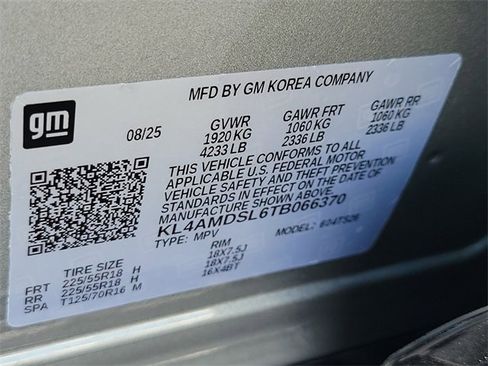 gm
MFD BY GM KOREA COMPANY
08/25 GVWR GAWR FRT GAWR RR
1920 KG 1060 KG 1060 KG
4233 LB 2336 LB 2336 LB
THIS VEHICLE CONFORMS TO ALL
APPLICABLE U.S. FEDERAL MOTOR
VEHICLE SAFETY AND THEFT PREVENTION
STANDARDS IN EFFECT ON THE DATE OF
MANUFACTURE SHOWN ABOVE.
KL4AMDSL6TB066370
TYPE: MPV MODEL: 604TS26
TIRE SIZE RIM
FRT 225/55R18 H 18X7.5J
RR 225/55R18 H 18X7.5J
SPA T125/70R16 M 16X4BT